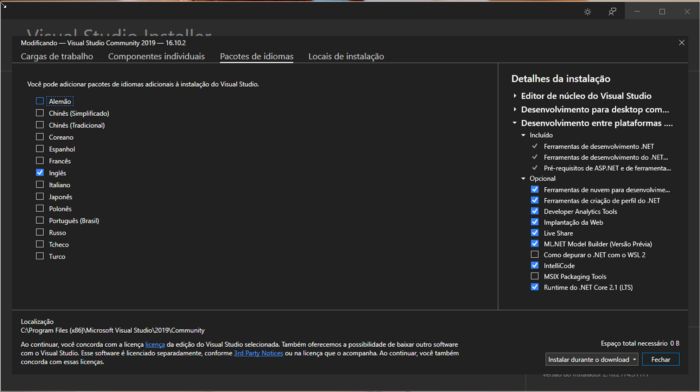 Visual Studio Installer
Modificando — Visual Studio Community 2019 — 16.10.2
Cargas de trabalho
Componentes individuais
Pacotes de idiomas
Locais de instalação
Você pode adicionar pacotes de idiomas adicionais à instalação do Visual Studio.
Alemão
Chinês (Simplificado)
Chinês (Tradicional)
Coreano
Espanhol
Francês
Inglês
Italiano
Japonês
Polonês
Português (Brasil)
Russo
Tcheco
Turco
Detalhes da instalação
Editor de núcleo do Visual Studio
Desenvolvimento para desktop com...
Desenvolvimento entre plataformas ....
Incluído
Ferramentas de desenvolvimento .NET
Ferramentas de desenvolvimento do .NET...
Pré-requisitos de ASP.NET e de ferramenta...
Opcional
Ferramentas de nuvem para desenvolvime...
Ferramentas de criação de perfil do .NET
Developer Analytics Tools
Implantação da Web
Live Share
ML.NET Model Builder (Versão Prévia)
Como depurar o .NET com o WSL 2
IntelliCode
MSIX Packaging Tools
Runtime do .NET Core 2.1 (LTS)
Localização
C:\Program Files (x86)\Microsoft Visual Studio\2019\Community
Ao continuar, você concorda com a licença licença da edição do Visual Studio selecionada. Também oferecemos a possibilidade de baixar outro software
com o Visual Studio. Esse software é licenciado separadamente, conforme 3rd Party Notices ou na licença que o acompanha. Ao continuar, você também
concorda com essas licenças.
Espaço total necessário 0 B
Instalar durante o download
Fechar